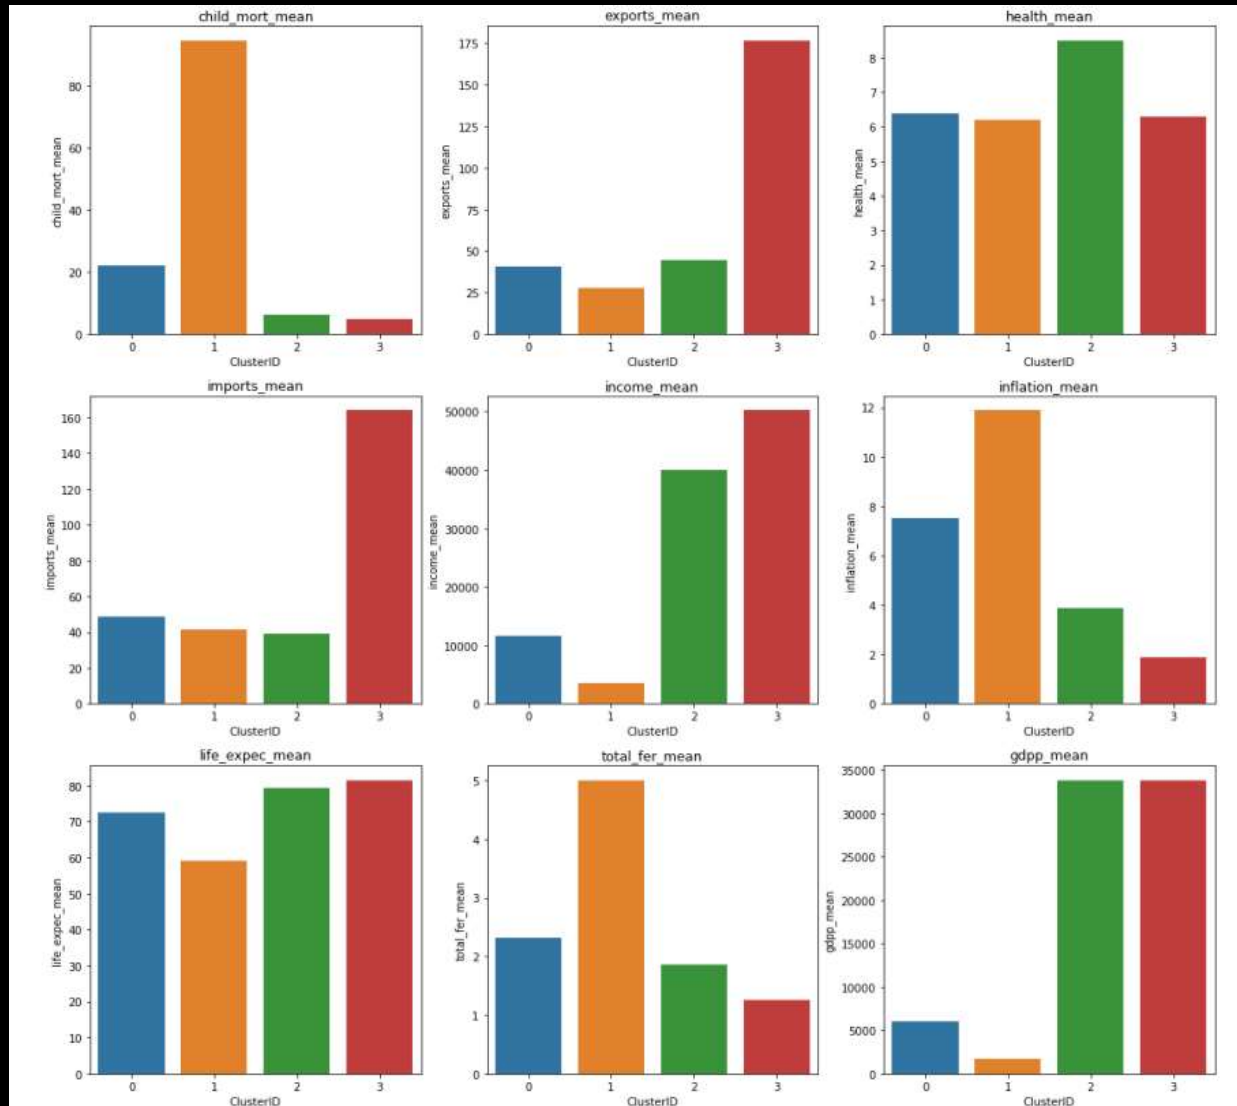 child_mort_mean
child_mort_mean
80
60
40
20
0
0 1 2 3
ClusterID
exports_mean
exports_mean
175
150
125
100
75
50
25
0
0 1 2 3
ClusterID
health_mean
health_mean
8
7
6
5
4
3
2
1
0
0 1 2 3
ClusterID
imports_mean
imports_mean
160
140
120
100
80
60
40
20
0
0 1 2 3
ClusterID
income_mean
income_mean
50000
40000
30000
20000
10000
0
0 1 2 3
ClusterID
inflation_mean
inflation_mean
12
10
8
6
4
2
0
0 1 2 3
ClusterID
life_expec_mean
life_expec_mean
80
70
60
50
40
30
20
10
0
0 1 2 3
ClusterID
total_fer_mean
total_fer_mean
5
4
3
2
1
0
0 1 2 3
ClusterID
gdpp_mean
gdpp_mean
35000
30000
25000
20000
15000
10000
5000
0
0 1 2 3
ClusterID